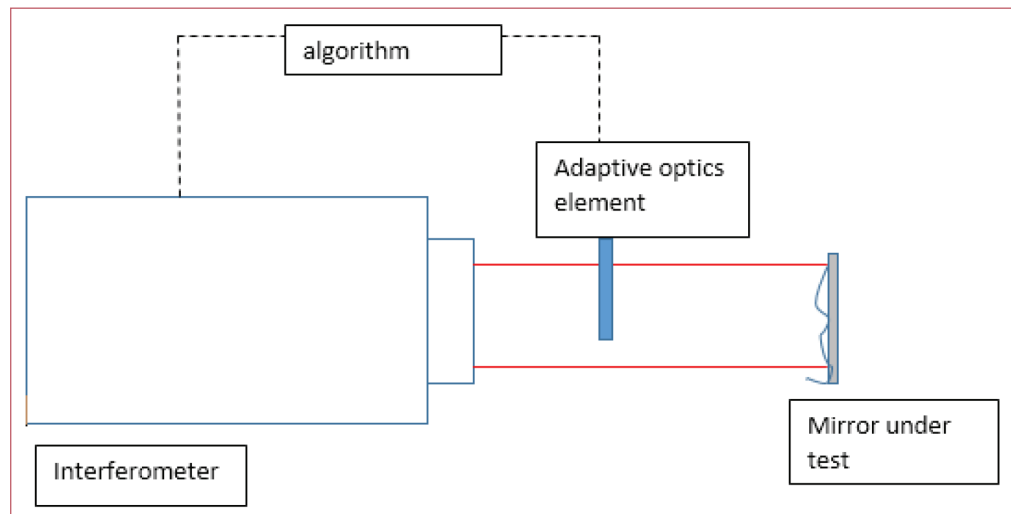 algorithm
Adaptive optics
element
Interferometer
Mirror under
test